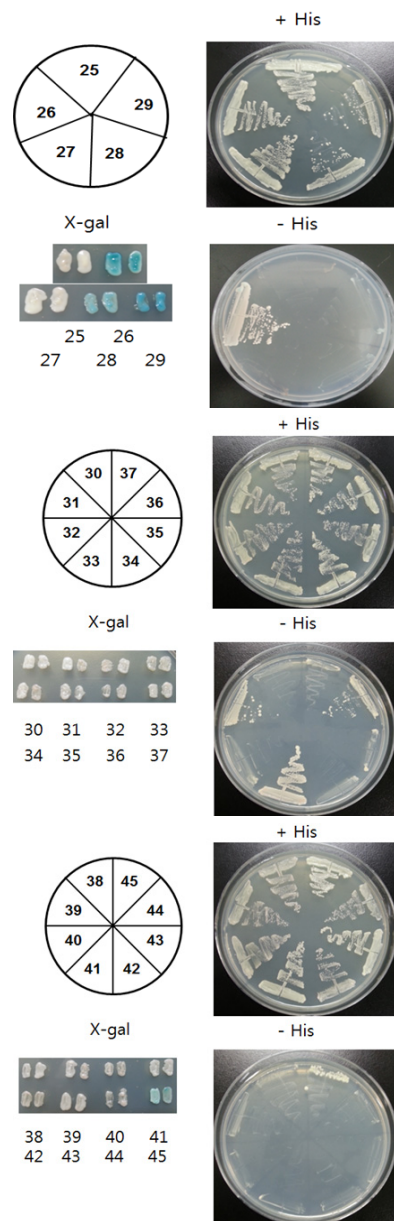 + His
25
26
29
27
28
X-gal
- His
25 26
27 28 29
+ His
30 37
31 36
32 35
33 34
X-gal
- His
30 31 32 33
34 35 36 37
+ His
38 45
39 44
40 43
41 42
X-gal
- His
38 39 40 41
42 43 44 45